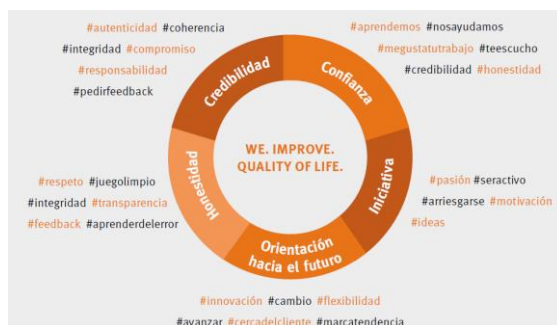 #autenticidad #coherencia
#integridad #compromiso
#responsabilidad
#pedirfeedback
#aprendemos #nosayudamos
#megustatutrabajo #teescucho
#credibilidad #honestidad
Credibilidad
Confianza
WE. IMPROVE.
QUALITY OF LIFE.
Honestidad
Iniciativa
Orientación
hacia el futuro
#respeto #juegolimpio
#integridad #transparencia
#feedback #aprenderdelerror
#pasión #seractivo
#arriesgarse #motivación
#ideas
#innovación #cambio #flexibilidad
#avanzar #cercadelcliente #marcatendencia